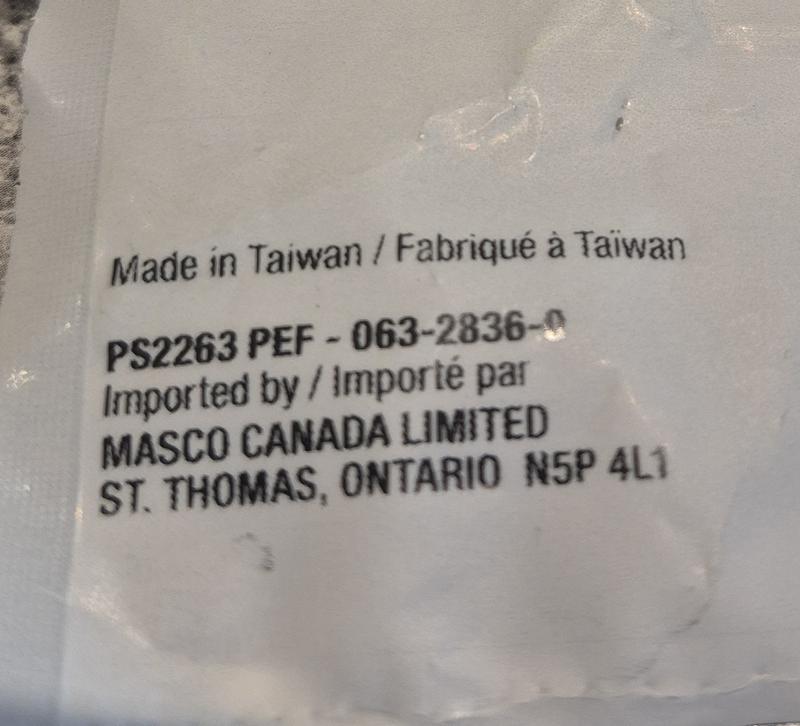 Made in Taiwan / Fabriqué à Taïwan
PS2263 PEF - 063-2836-0
Imported by / Importé par
MASCO CANADA LIMITED
ST. THOMAS, ONTARIO N5P 4L1